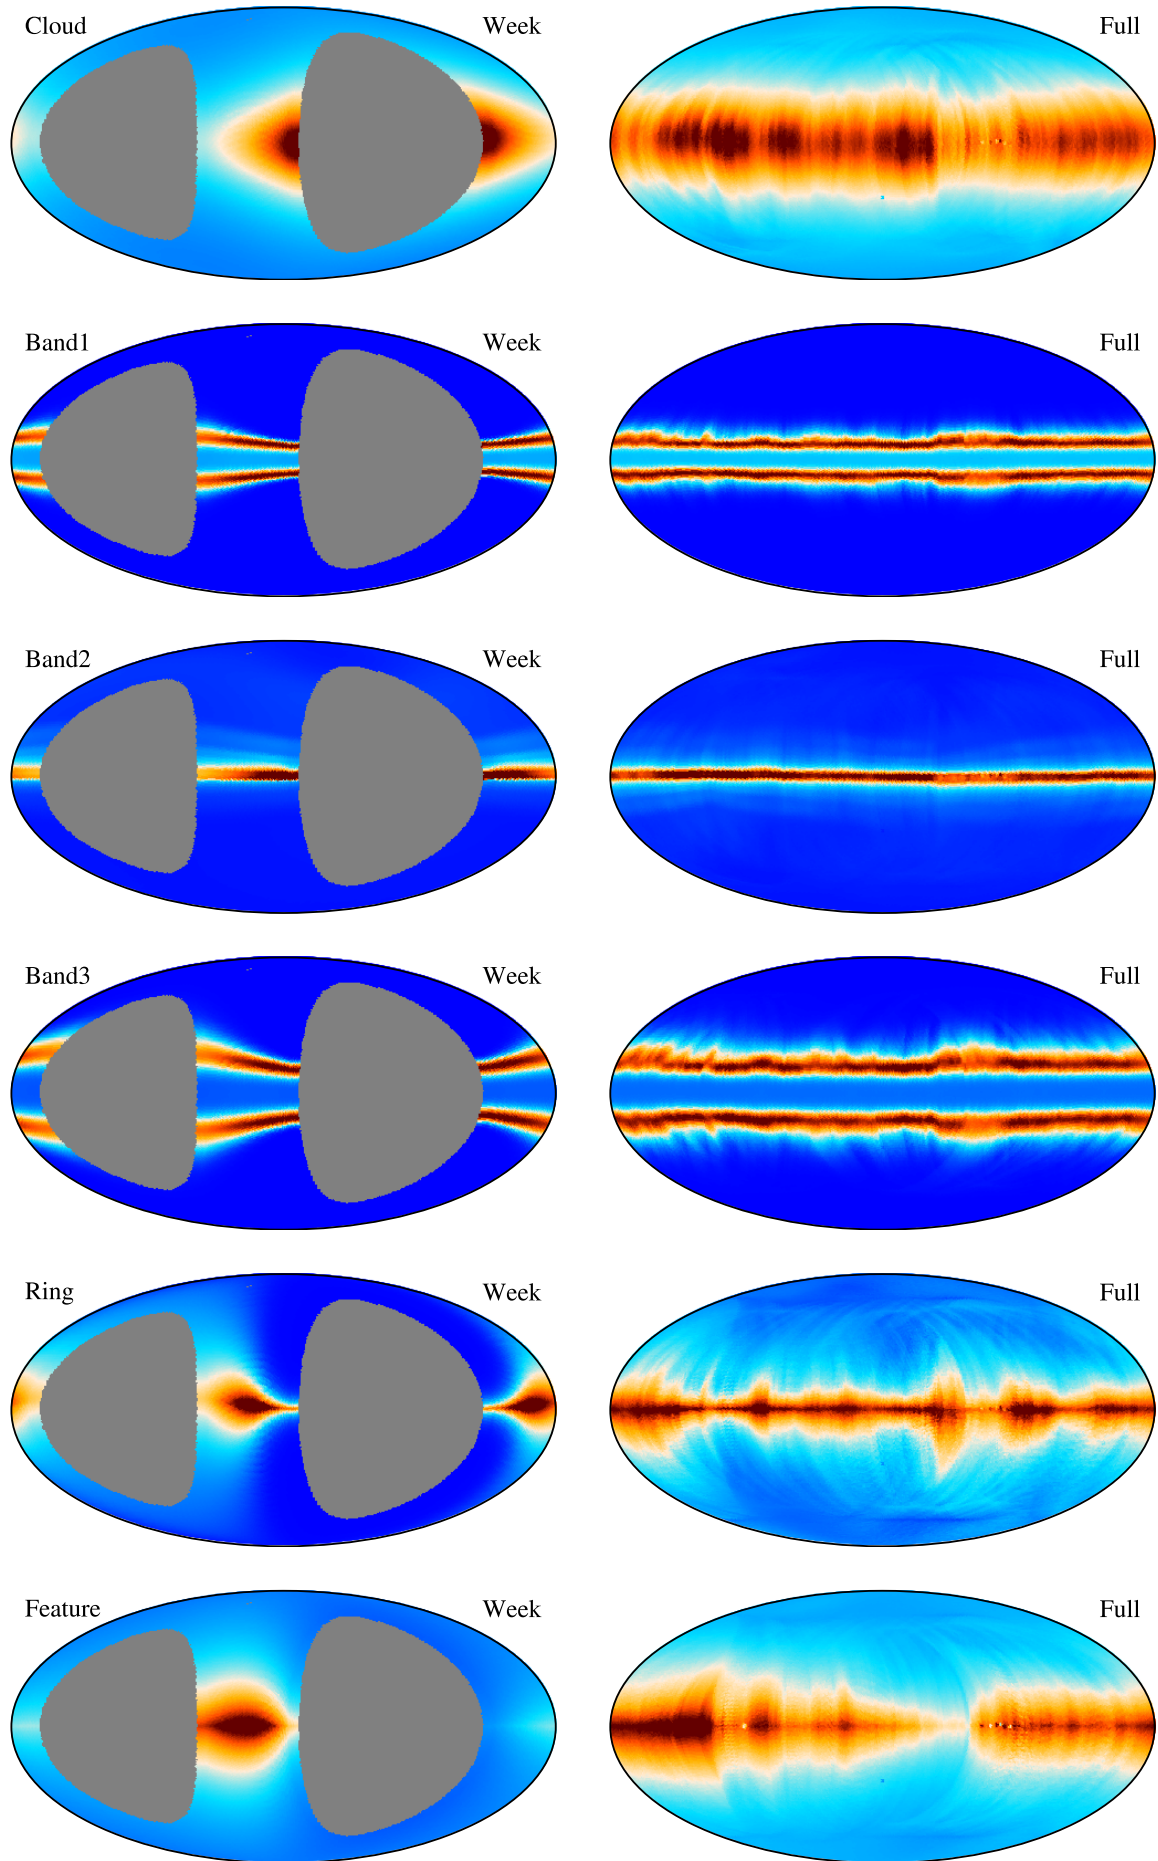 Cloud Week Full
Band1 Week Full
Band2 Week Full
Band3 Week Full
Ring Week Full
Feature Week Full